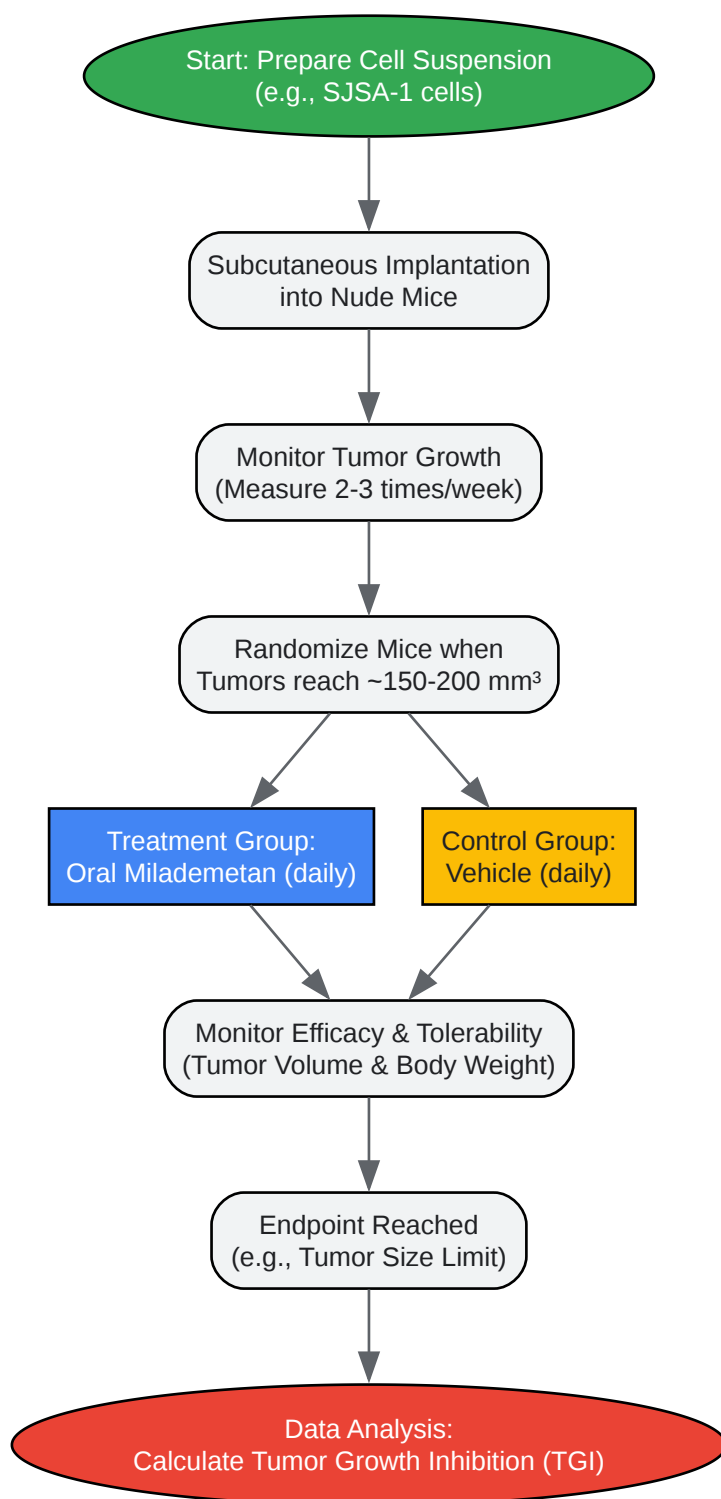 Start: Prepare Cell Suspension
(e.g., SJSA-1 cells)
Subcutaneous Implantation
into Nude Mice
Monitor Tumor Growth
(Measure 2-3 times/week)
Randomize Mice when
Tumors reach ~150-200 mm³
Treatment Group:
Oral Milademetan (daily)
Control Group:
Vehicle (daily)
Monitor Efficacy & Tolerability
(Tumor Volume & Body Weight)
Endpoint Reached
(e.g., Tumor Size Limit)
Data Analysis:
Calculate Tumor Growth Inhibition (TGI)